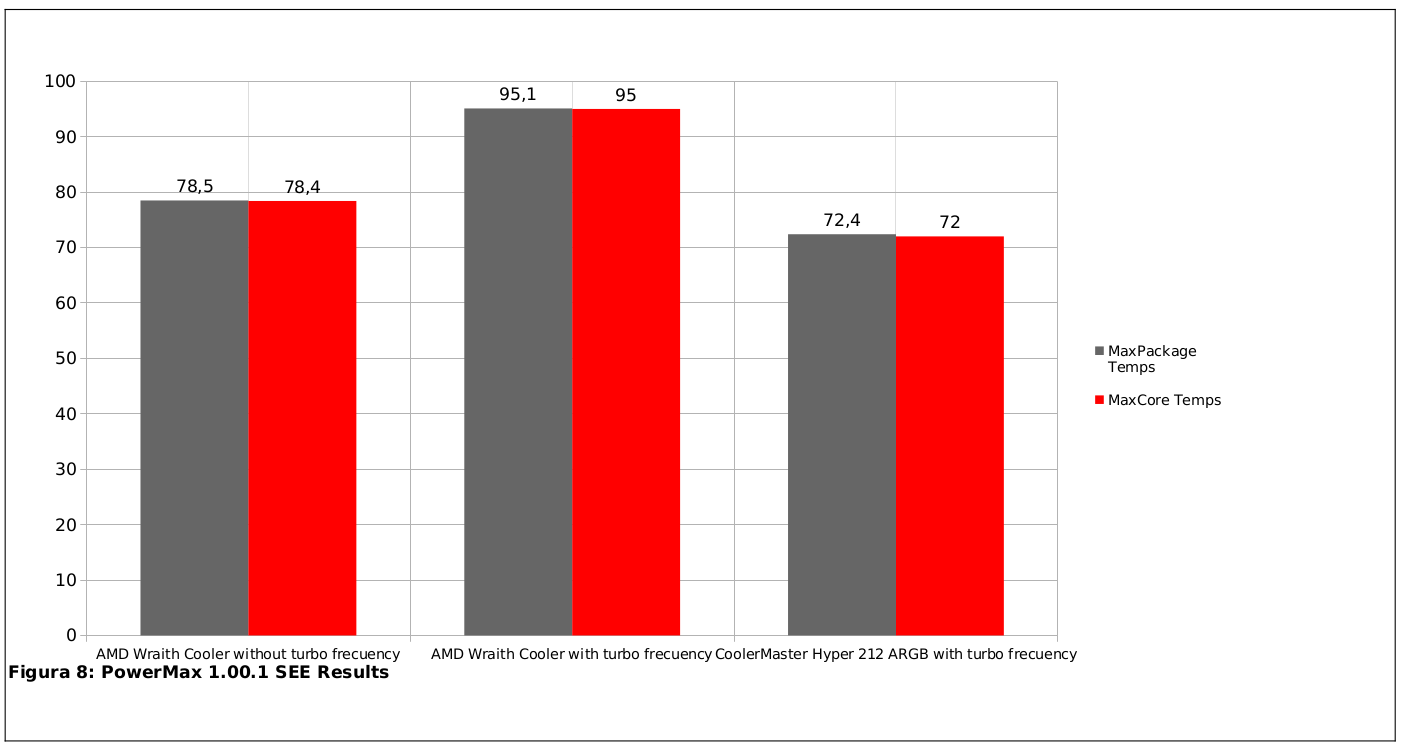 100
90
80
70
60
50
40
30
20
10
0
78,5
78,4
95,1
95
72,4
72
AMD Wraith Cooler without turbo frecuency
AMD Wraith Cooler with turbo frecuency
CoolerMaster Hyper 212 ARGB with turbo frecuency
MaxPackage
Temps
MaxCore Temps
Figura 8: PowerMax 1.00.1 SEE Results